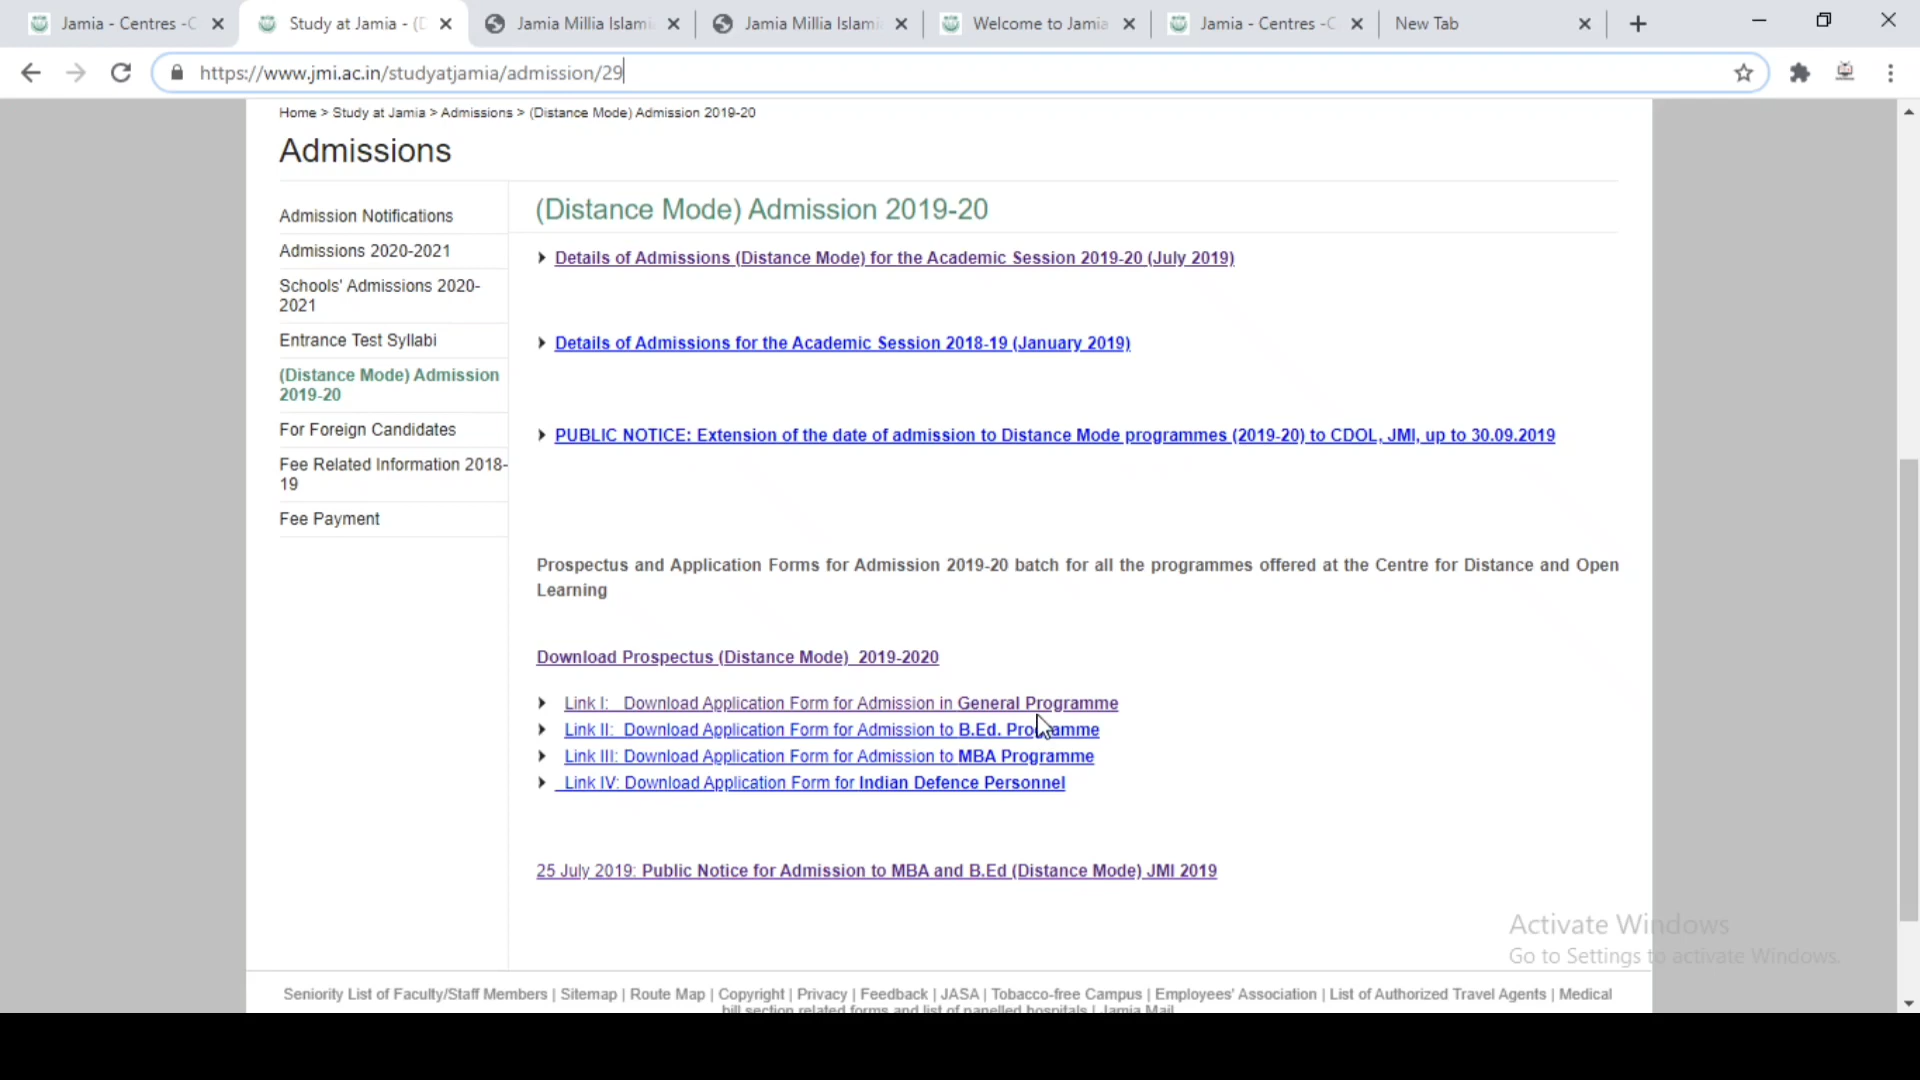 Jamia - Centres -C
Study at Jamia - (D
Jamia Millia Islami
Jamia Millia Islami
Welcome to Jamia
Jamia - Centres -C
New Tab
https://www.jmi.ac.in/studyatjamia/admission/29
Home > Study at Jamia > Admissions > (Distance Mode) Admission 2019-20
Admissions
Admission Notifications
Admissions 2020-2021
Schools' Admissions 2020-
2021
Entrance Test Syllabi
(Distance Mode) Admission
2019-20
For Foreign Candidates
Fee Related Information 2018-
19
Fee Payment
(Distance Mode) Admission 2019-20
Details of Admissions (Distance Mode) for the Academic Session 2019-20 (July 2019)
Details of Admissions for the Academic Session 2018-19 (January 2019)
PUBLIC NOTICE: Extension of the date of admission to Distance Mode programmes (2019-20) to CDOL, JMI, up to 30.09.2019
Prospectus and Application Forms for Admission 2019-20 batch for all the programmes offered at the Centre for Distance and Open
Learning
Download Prospectus (Distance Mode) 2019-2020
Link I: Download Application Form for Admission in General Programme
Link II: Download Application Form for Admission to B.Ed. Programme
Link III: Download Application Form for Admission to MBA Programme
Link IV: Download Application Form for Indian Defence Personnel
25 July 2019: Public Notice for Admission to MBA and B.Ed (Distance Mode) JMI 2019
Activate Windows
Go to Settings to activate Windows.
Seniority List of Faculty/Staff Members | Sitemap | Route Map | Copyright | Privacy | Feedback | JASA | Tobacco-free Campus | Employees' Association | List of Authorized Travel Agents | Medical
bill section related forms and list of panelled hospitals | Jamia Mail